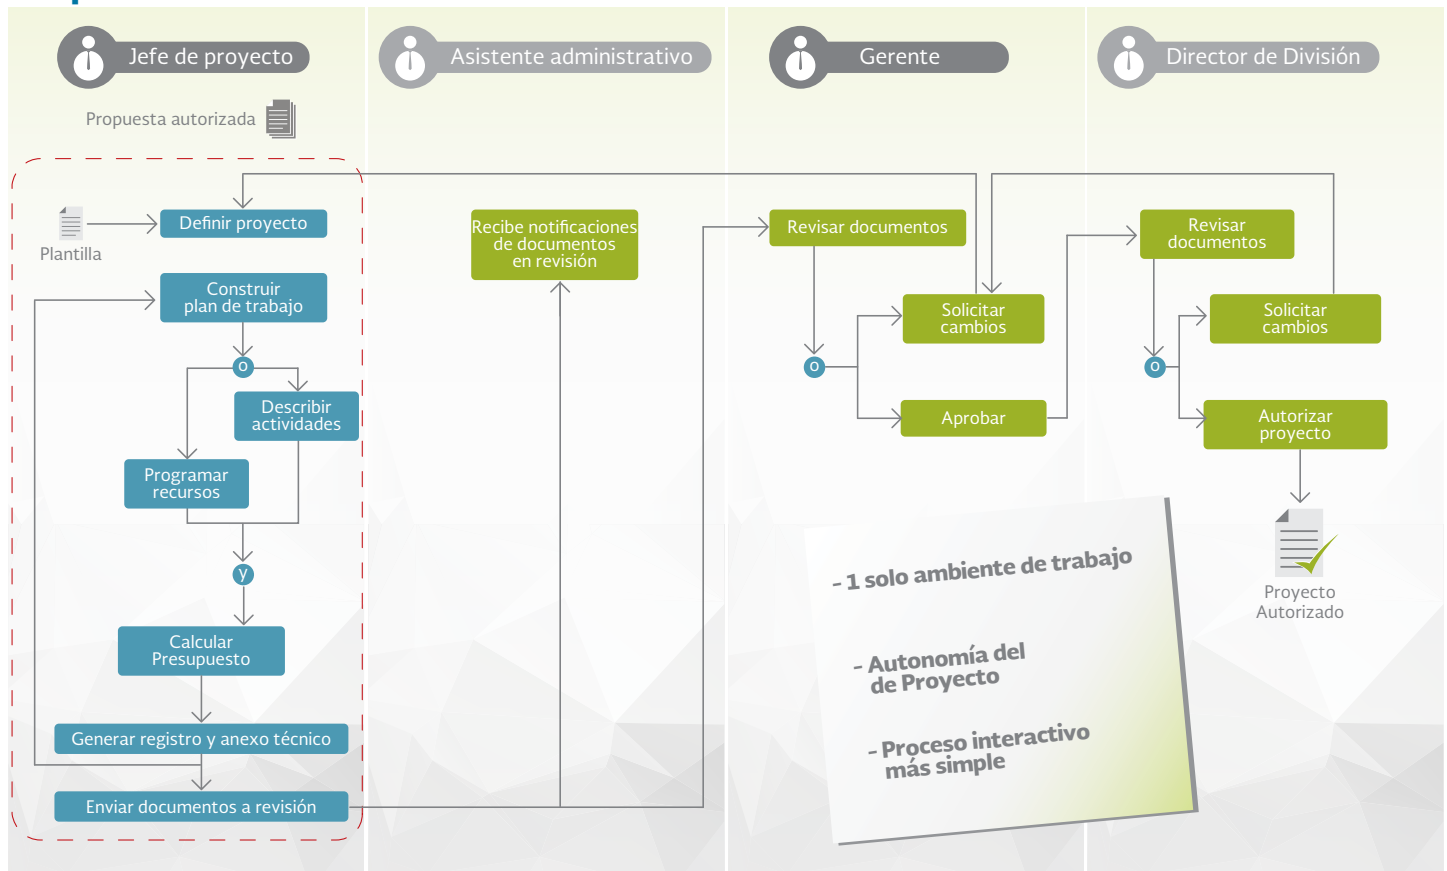 Jefe de proyecto
Asistente administrativo
Gerente
Director de División
Propuesta autorizada
Plantilla
Definir proyecto
Construir
plan de trabajo
o
Describir
actividades
Programar
recursos
y
Calcular
Presupuesto
Generar registro y anexo técnico
Enviar documentos a revisión
Recibe notificaciones
de documentos
en revisión
Revisar documentos
Solicitar
cambios
o
Aprobar
Revisar
documentos
Solicitar
cambios
o
Autorizar
proyecto
Proyecto
Autorizado
- 1 solo ambiente de trabajo
- Autonomía del
de Proyecto
- Proceso interactivo
más simple